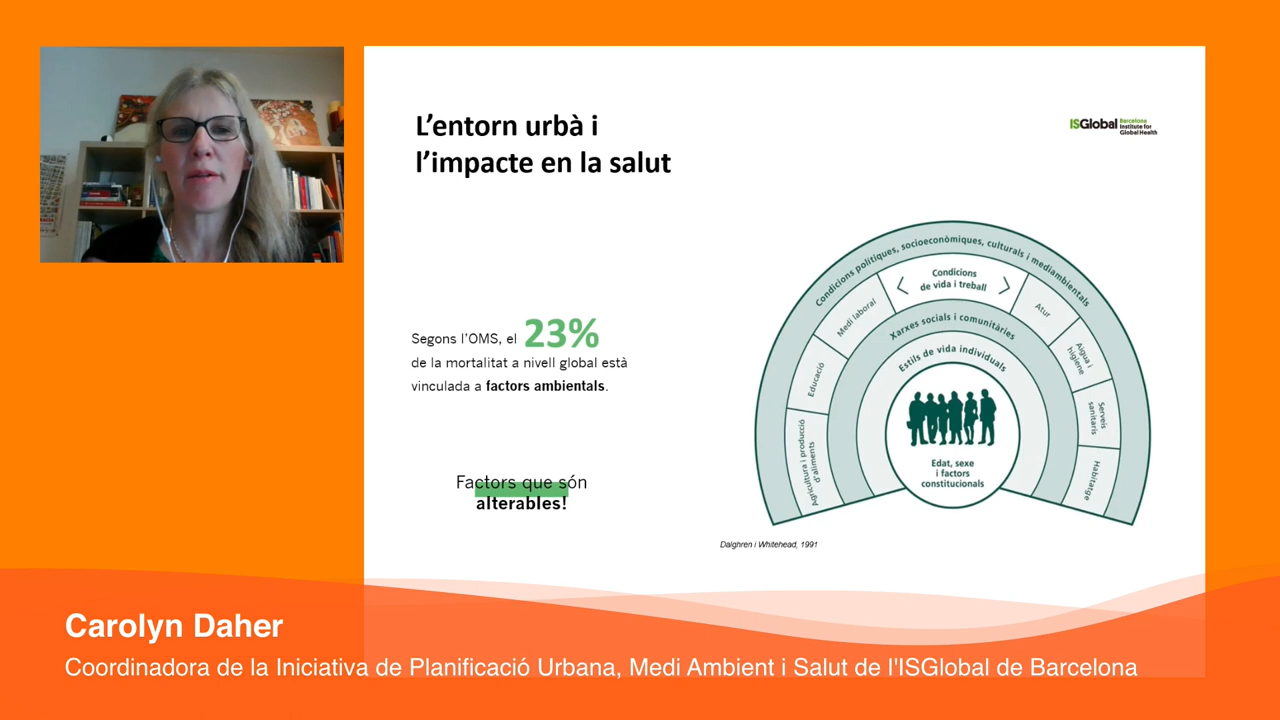 L'entorn urbà i
l'impacte en la salut
ISGlobal Barcelona
Institute for
Global Health
Segons l'OMS, el 23%
de la mortalitat a nivell global està
vinculada a factors ambientals.
Factors que són
alterables!
Condicions polítiques, socioeconòmiques, culturals i mediambientals
Condicions
de vida i treball
Medi laboral
Atur
Xarxes socials i comunitàries
Aigua i
higiene
Estils de vida individuals
Educació
Serveis
sanitaris
Agricultura i producció
d'aliments
Habitatge
Edat, sexe
i factors
constitucionals
Dalghren i Whitehead, 1991
Carolyn Daher
Coordinadora de la Iniciativa de Planificació Urbana, Medi Ambient i Salut de l'ISGlobal de Barcelona